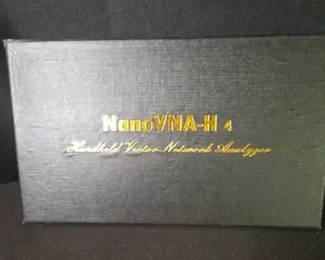 NanoVNA-H 4
Handheld Vector Network Analyzer